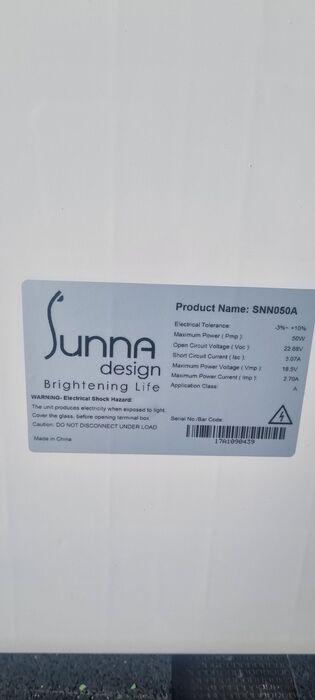 Sunna
design
Brightening Life
WARNING- Electrical Shock Hazard:
The unit produces electricity when exposed to light.
Cover the glass, before opening terminal box.
Caution: DO NOT DISCONNECT UNDER LOAD
Made in China
Product Name: SNN050A
Electrical Tolerance: -3%~ +10%
Maximum Power ( Pmp ): 50W
Open Circuit Voltage ( Voc ): 22.68V
Short Circuit Current ( Isc ): 3.07A
Maximum Power Voltage ( Vmp ): 18.5V
Maximum Power Current ( Imp ): 2.70A
Application Class: A
Serial No./Bar Code:
17A1090439